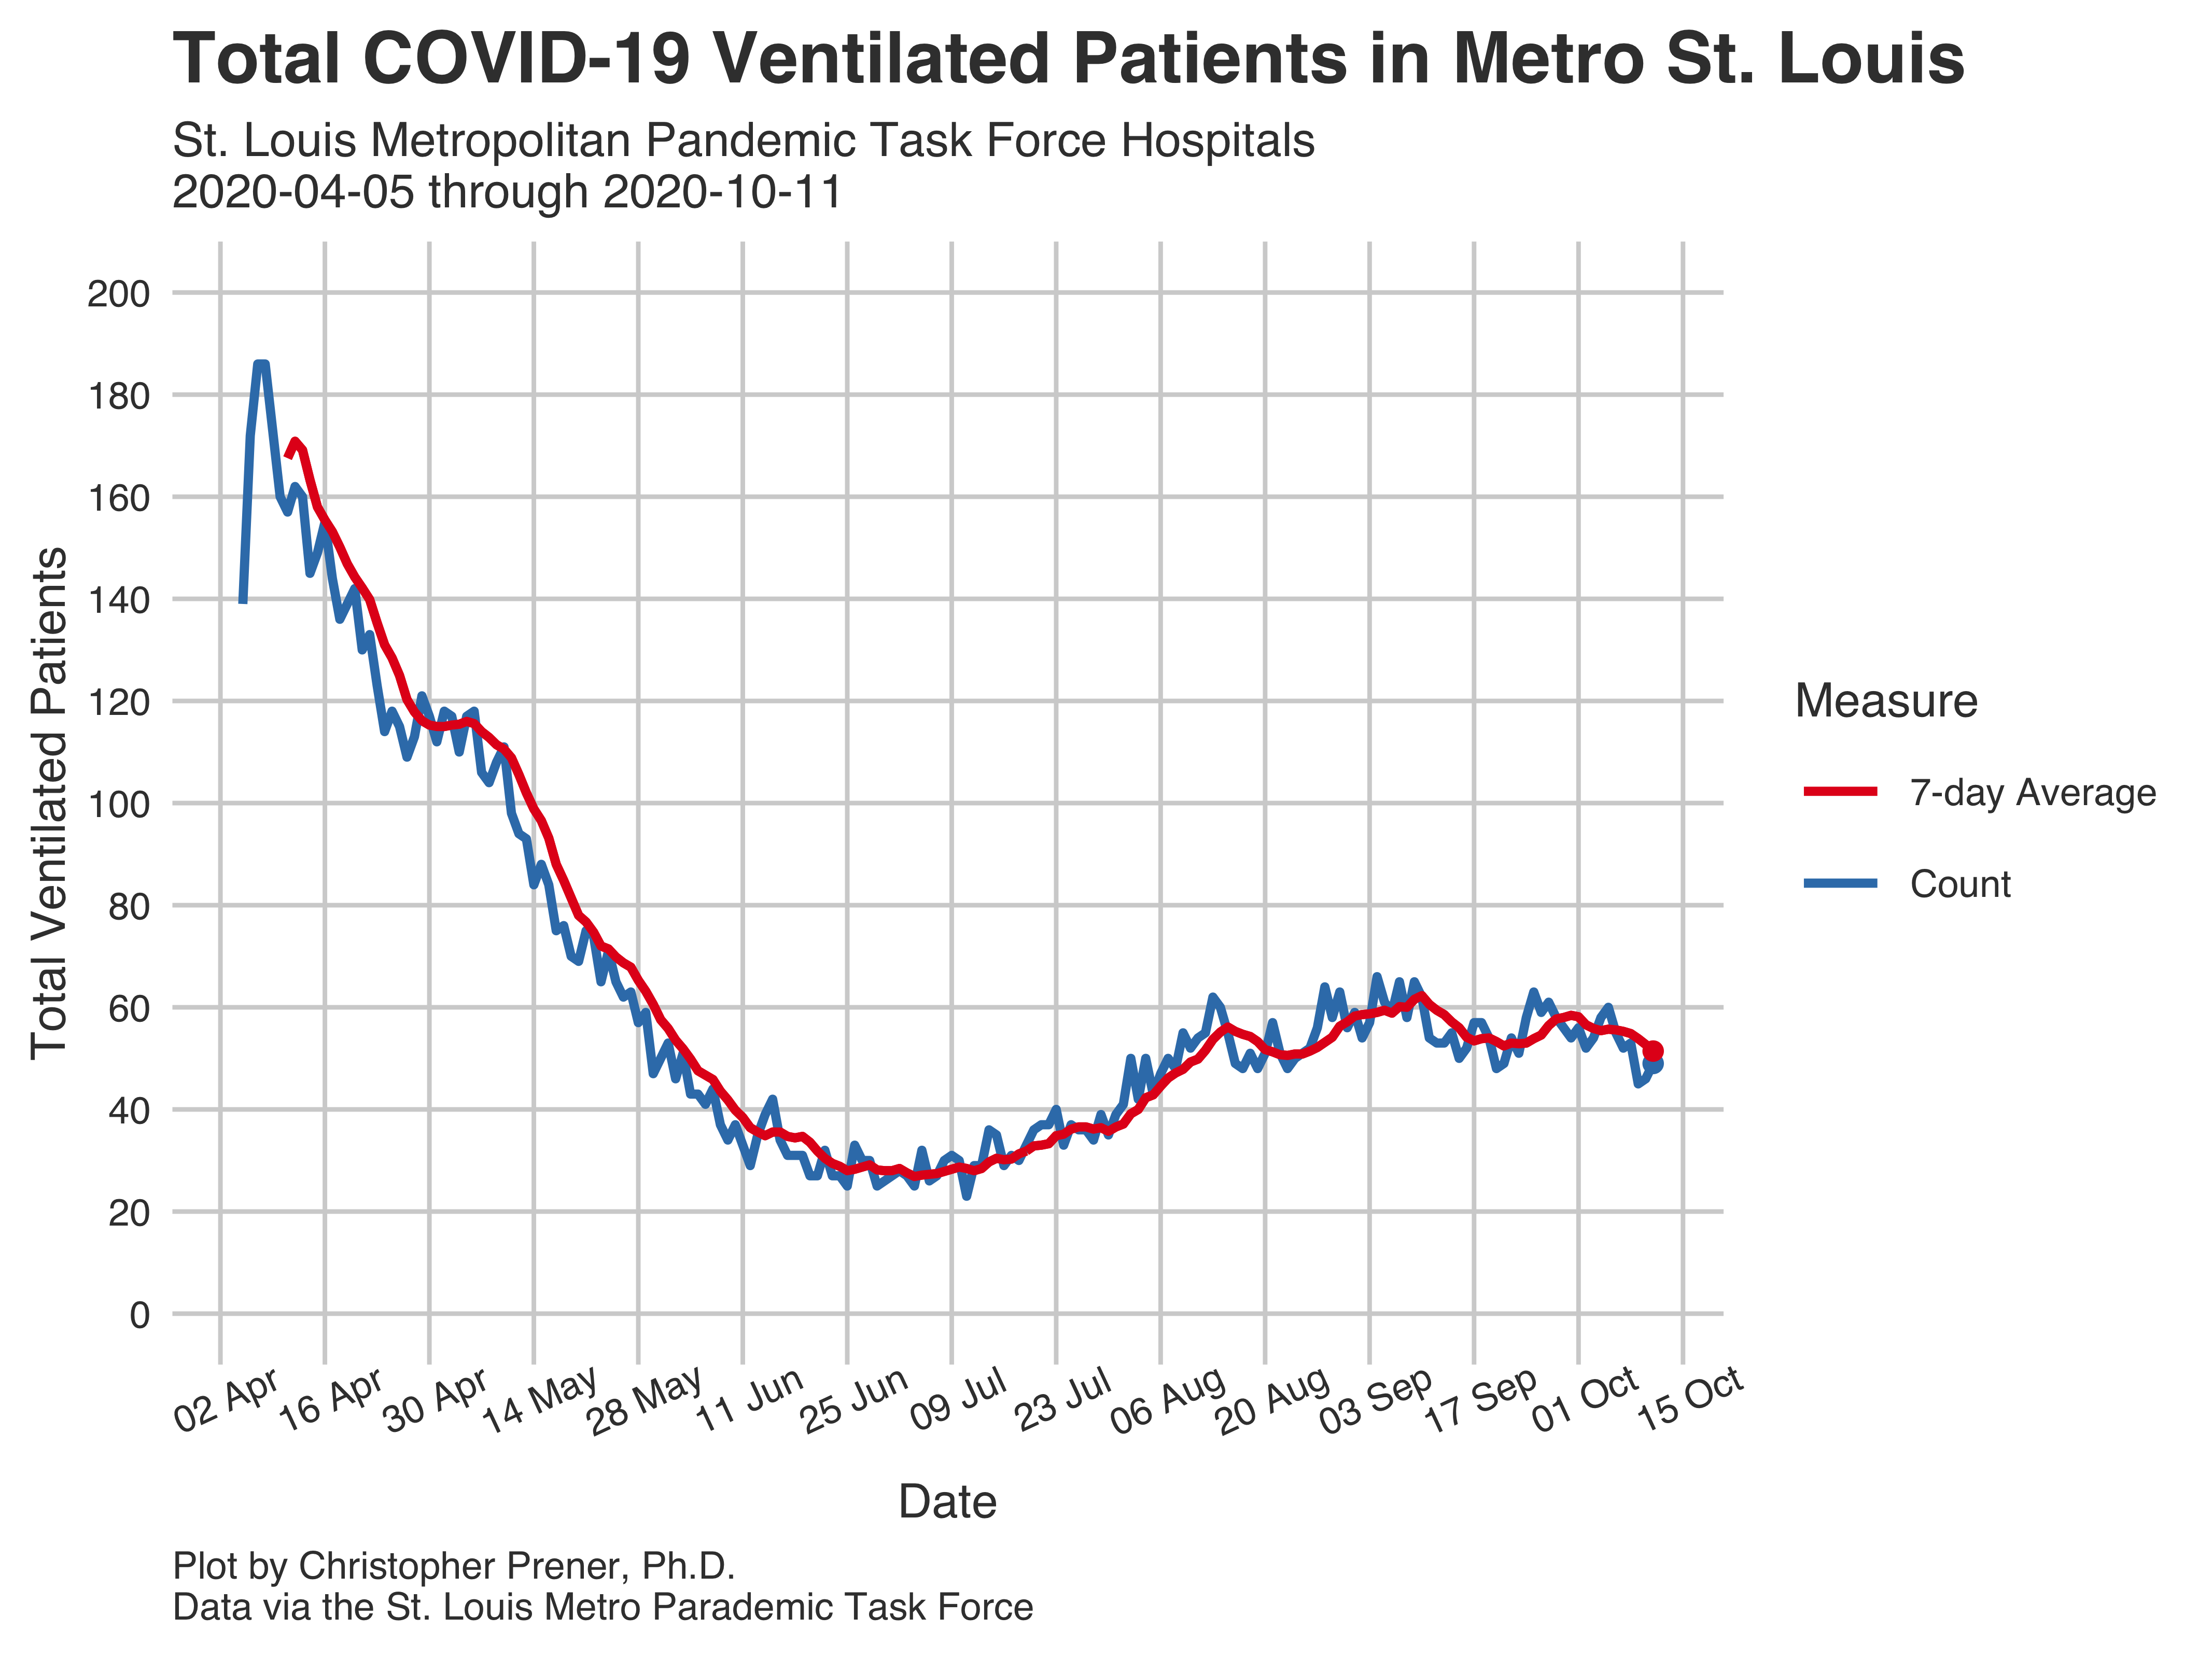 Total COVID-19 Ventilated Patients in Metro St. Louis
St. Louis Metropolitan Pandemic Task Force Hospitals
2020-04-05 through 2020-10-11
Total Ventilated Patients
200
180
160
140
120
100
80
60
40
20
0
02 Apr
16 Apr
30 Apr
14 May
28 May
11 Jun
25 Jun
09 Jul
23 Jul
06 Aug
20 Aug
03 Sep
17 Sep
01 Oct
15 Oct
Date
Measure
7-day Average
Count
Plot by Christopher Prener, Ph.D.
Data via the St. Louis Metro Parademic Task Force